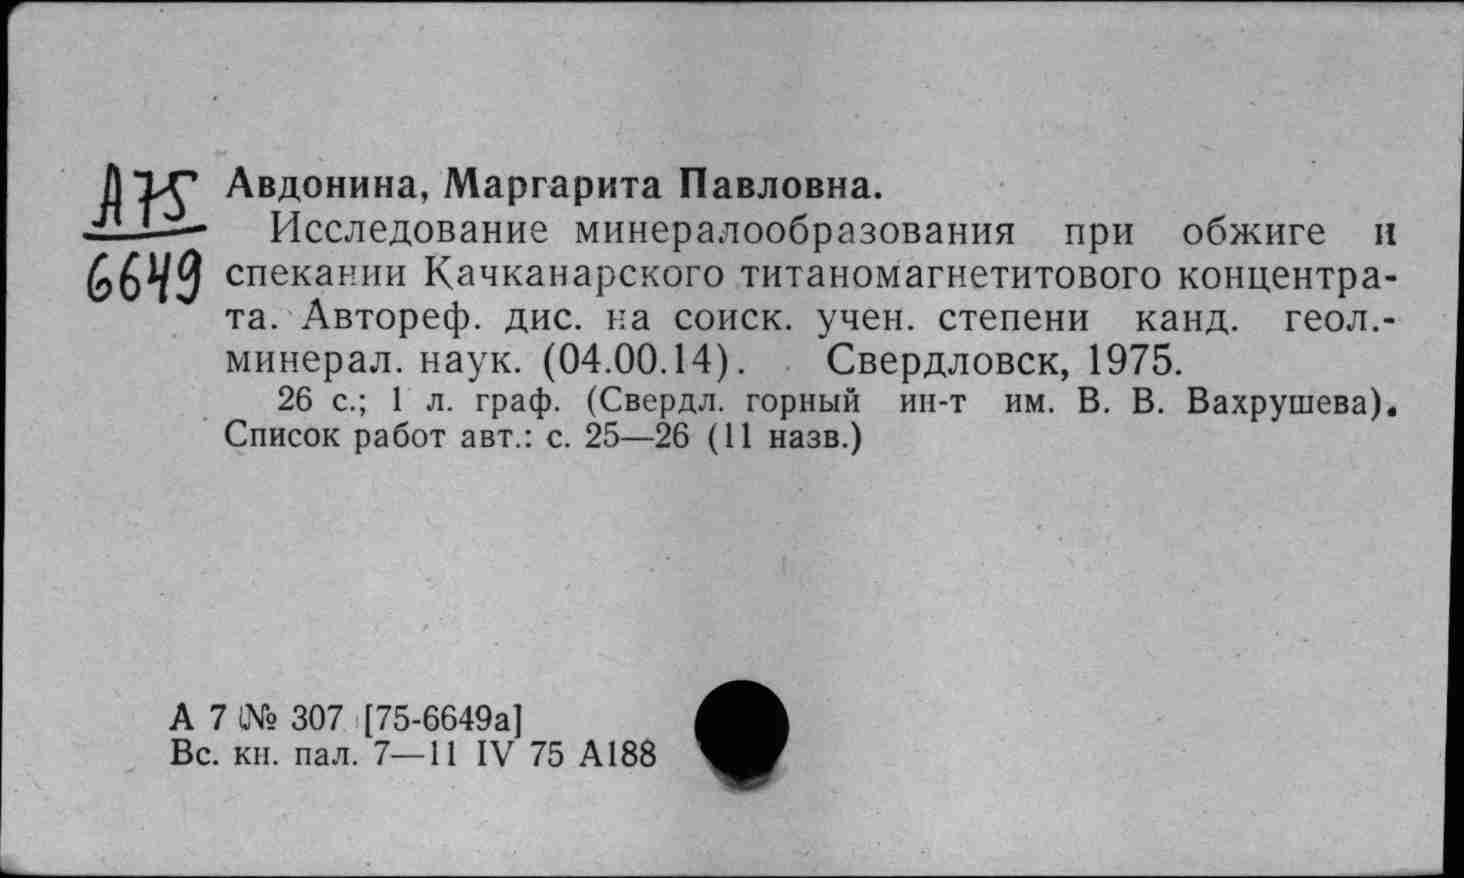 А75 Авдонина, Маргарита Павловна.
Исследование минералообразования при обжиге и
6649 спекании Качканарского титаномагнетитового концентра-
та. Автореф. дис. на соиск. учен. степени канд. геол.-
минерал. наук. (04.00.14). Свердловск, 1975.
26 с.; 1 л. граф. (Свердл. горный ин-т им. В. В. Вахрушева).
Список работ авт.: с. 25—26 (11 назв.)
А 7 № 307 [75-6649а]
Вс. кн. пал. 7—11 IV 75 А188